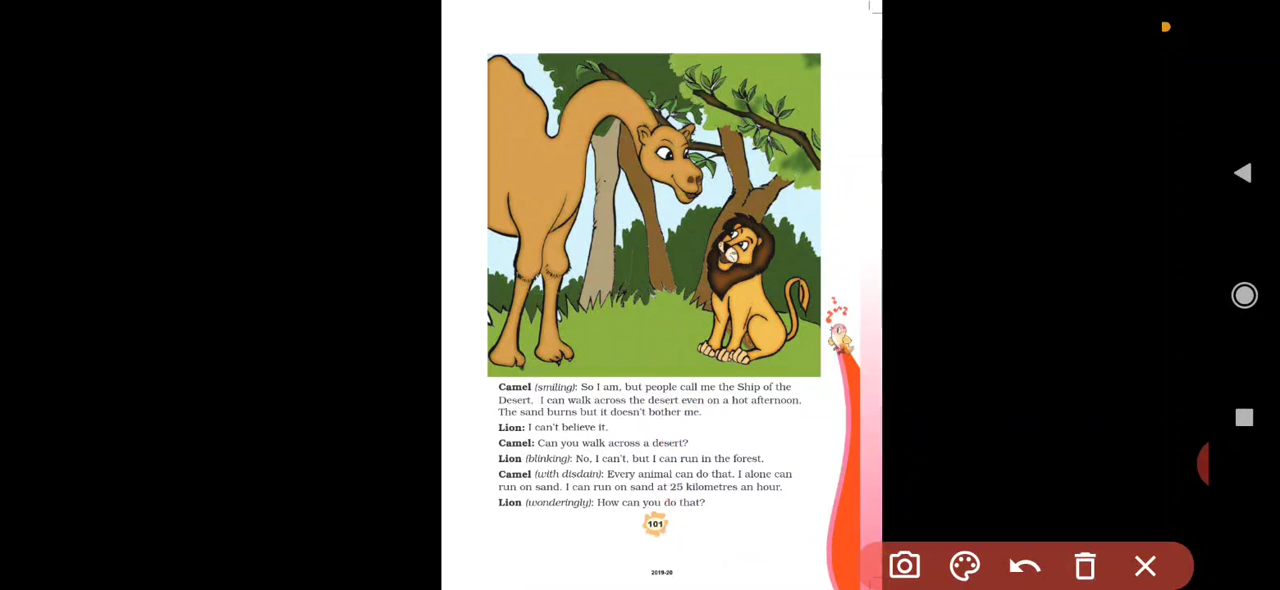 Camel (smiling): So I am, but people call me the Ship of the
Desert. I can walk across the desert even on a hot afternoon.
The sand burns but it doesn't bother me.
Lion: I can't believe it.
Camel: Can you walk across a desert?
Lion (blinking): No, I can't, but I can run in the forest.
Camel (with disdain): Every animal can do that. I alone can
run on sand. I can run on sand at 25 kilometres an hour.
Lion (wonderingly): How can you do that?
101
2019-20